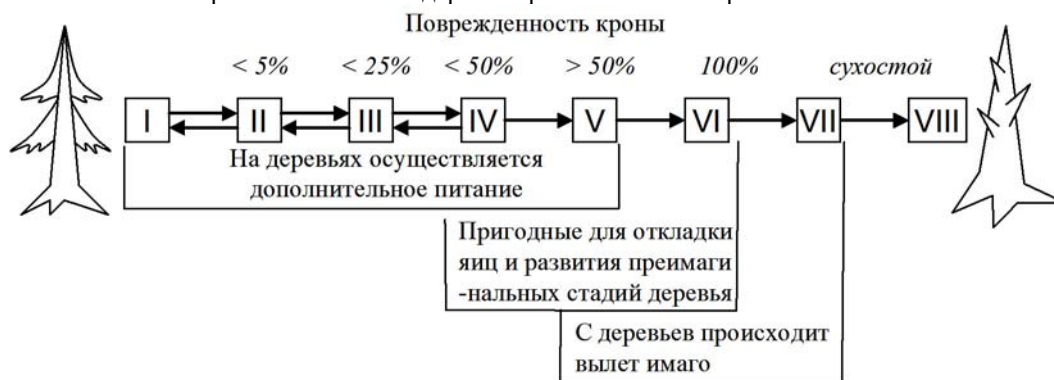 Поврежденность кроны
< 5% < 25% < 50% > 50% 100% сухостой
I II III IV V VI VII VIII
На деревьях осуществляется
дополнительное питание
Пригодные для откладки
яиц и развития преимаги
-нальных стадий деревья
С деревьев происходит
вылет имаго